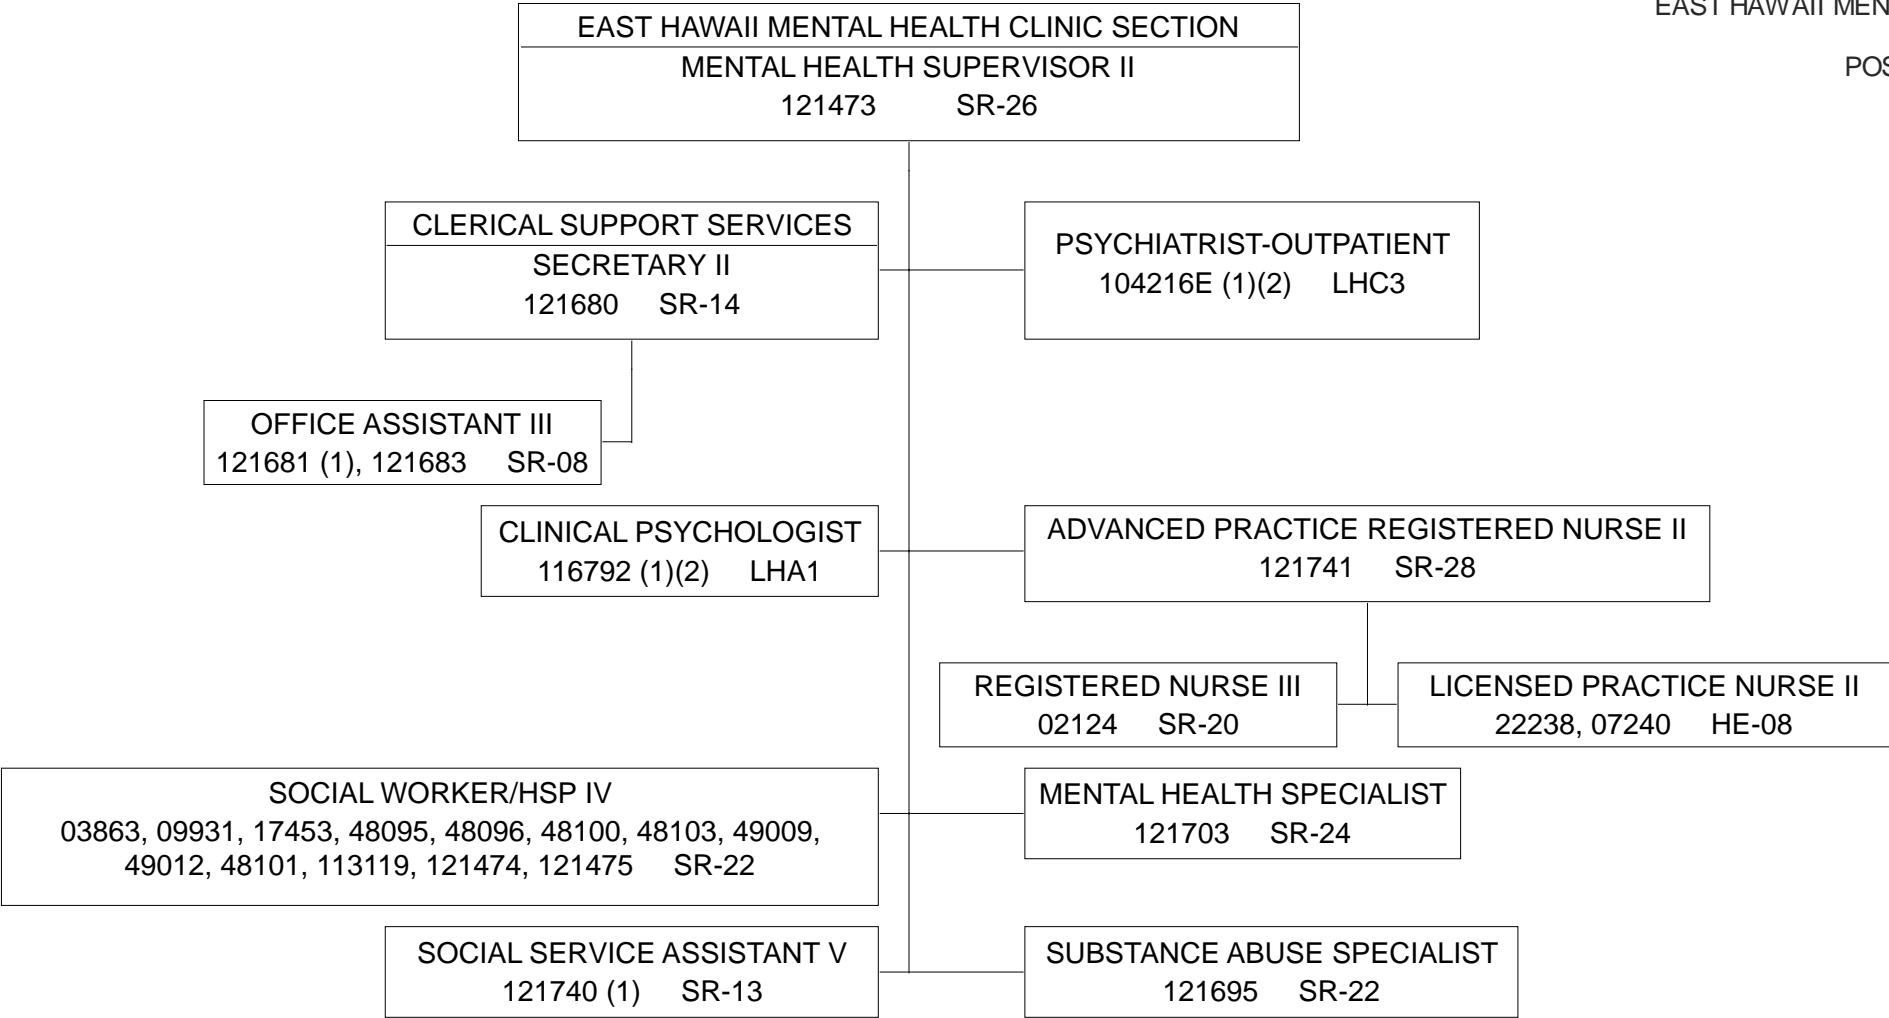 EAST HAWAII MEN
POS
EAST HAWAII MENTAL HEALTH CLINIC SECTION
MENTAL HEALTH SUPERVISOR II
121473 SR-26
CLERICAL SUPPORT SERVICES
SECRETARY II
121680 SR-14
PSYCHIATRIST-OUTPATIENT
104216E (1)(2) LHC3
OFFICE ASSISTANT III
121681 (1), 121683 SR-08
CLINICAL PSYCHOLOGIST
116792 (1)(2) LHA1
ADVANCED PRACTICE REGISTERED NURSE II
121741 SR-28
REGISTERED NURSE III
02124 SR-20
LICENSED PRACTICE NURSE II
22238, 07240 HE-08
SOCIAL WORKER/HSP IV
03863, 09931, 17453, 48095, 48096, 48100, 48103, 49009,
49012, 48101, 113119, 121474, 121475 SR-22
MENTAL HEALTH SPECIALIST
121703 SR-24
SOCIAL SERVICE ASSISTANT V
121740 (1) SR-13
SUBSTANCE ABUSE SPECIALIST
121695 SR-22